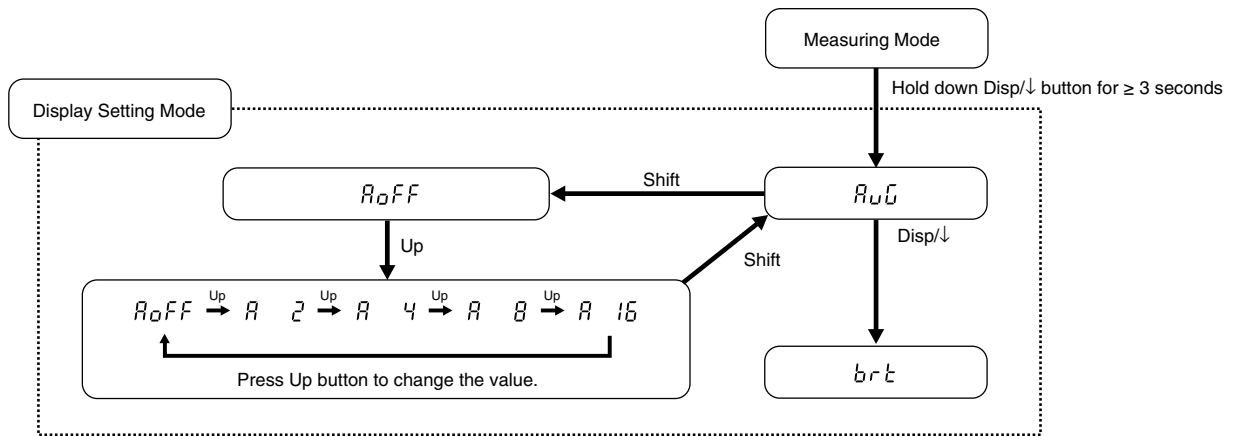 Measuring Mode
Hold down Disp/↓ button for ≥ 3 seconds
Display Setting Mode
AoFF
Shift
AvG
Up
Disp/↓
Shift
AoFF Up A 2 Up A 4 Up A 8 Up A 16
Press Up button to change the value.
brt